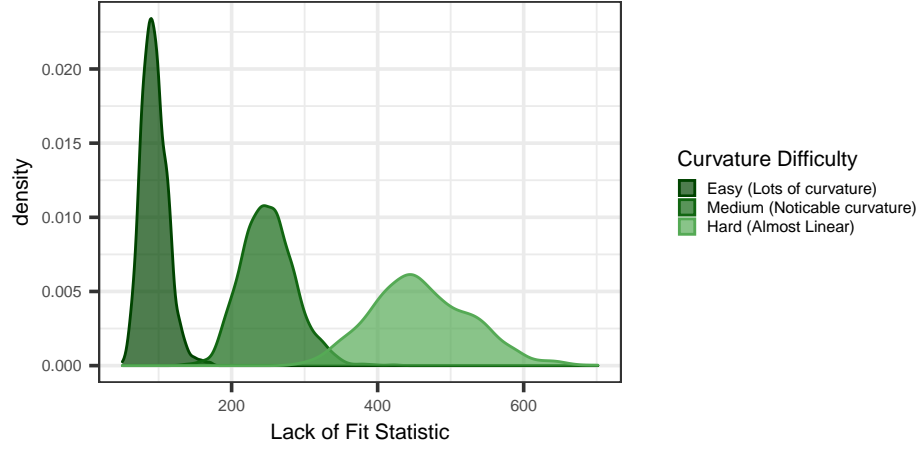 0.020
0.015
0.010
0.005
0.000
density
200 400 600
Lack of Fit Statistic
Curvature Difficulty
Easy (Lots of curvature)
Medium (Noticable curvature)
Hard (Almost Linear)